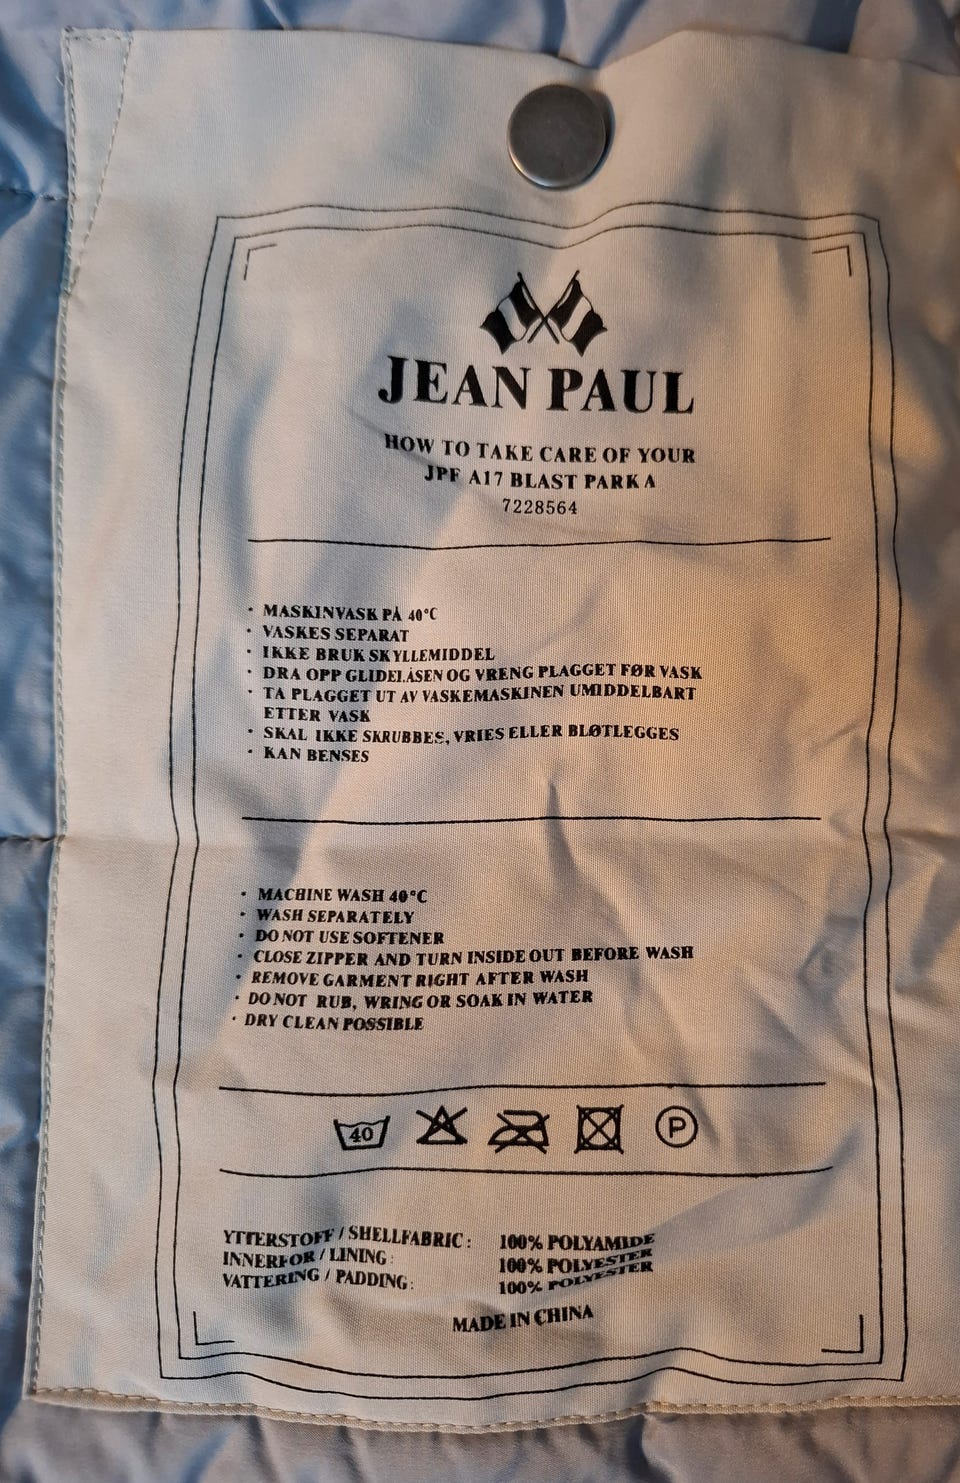 JEAN PAUL
HOW TO TAKE CARE OF YOUR
JPF A17 BLAST PARKA
7228564
· MASKINVASK PÅ 40°C
· VASKES SEPARAT
· IKKE BRUK SKYLLEMIDDEL
· DRA OPP GLIDELÅSEN OG VRENG PLAGGET FØR VASK
· TA PLAGGET UT AV VASKEMASKINEN UMIDDELBART
ETTER VASK
· SKAL IKKE SKRUBBES, VRIES ELLER BLØTLEGGES
· KAN RENSES
· MACHINE WASH 40°C
· WASH SEPARATELY
· DO NOT USE SOFTENER
· CLOSE ZIPPER AND TURN INSIDE OUT BEFORE WASH
· REMOVE GARMENT RIGHT AFTER WASH
· DO NOT RUB, WRING OR SOAK IN WATER
· DRY CLEAN POSSIBLE
40 P
YTTERSTOFF / SHELLFABRIC: 100% POLYAMIDE
INNERFOR / LINING: 100% POLYESTER
VATTERING / PADDING: 100% POLYESTER
MADE IN CHINA